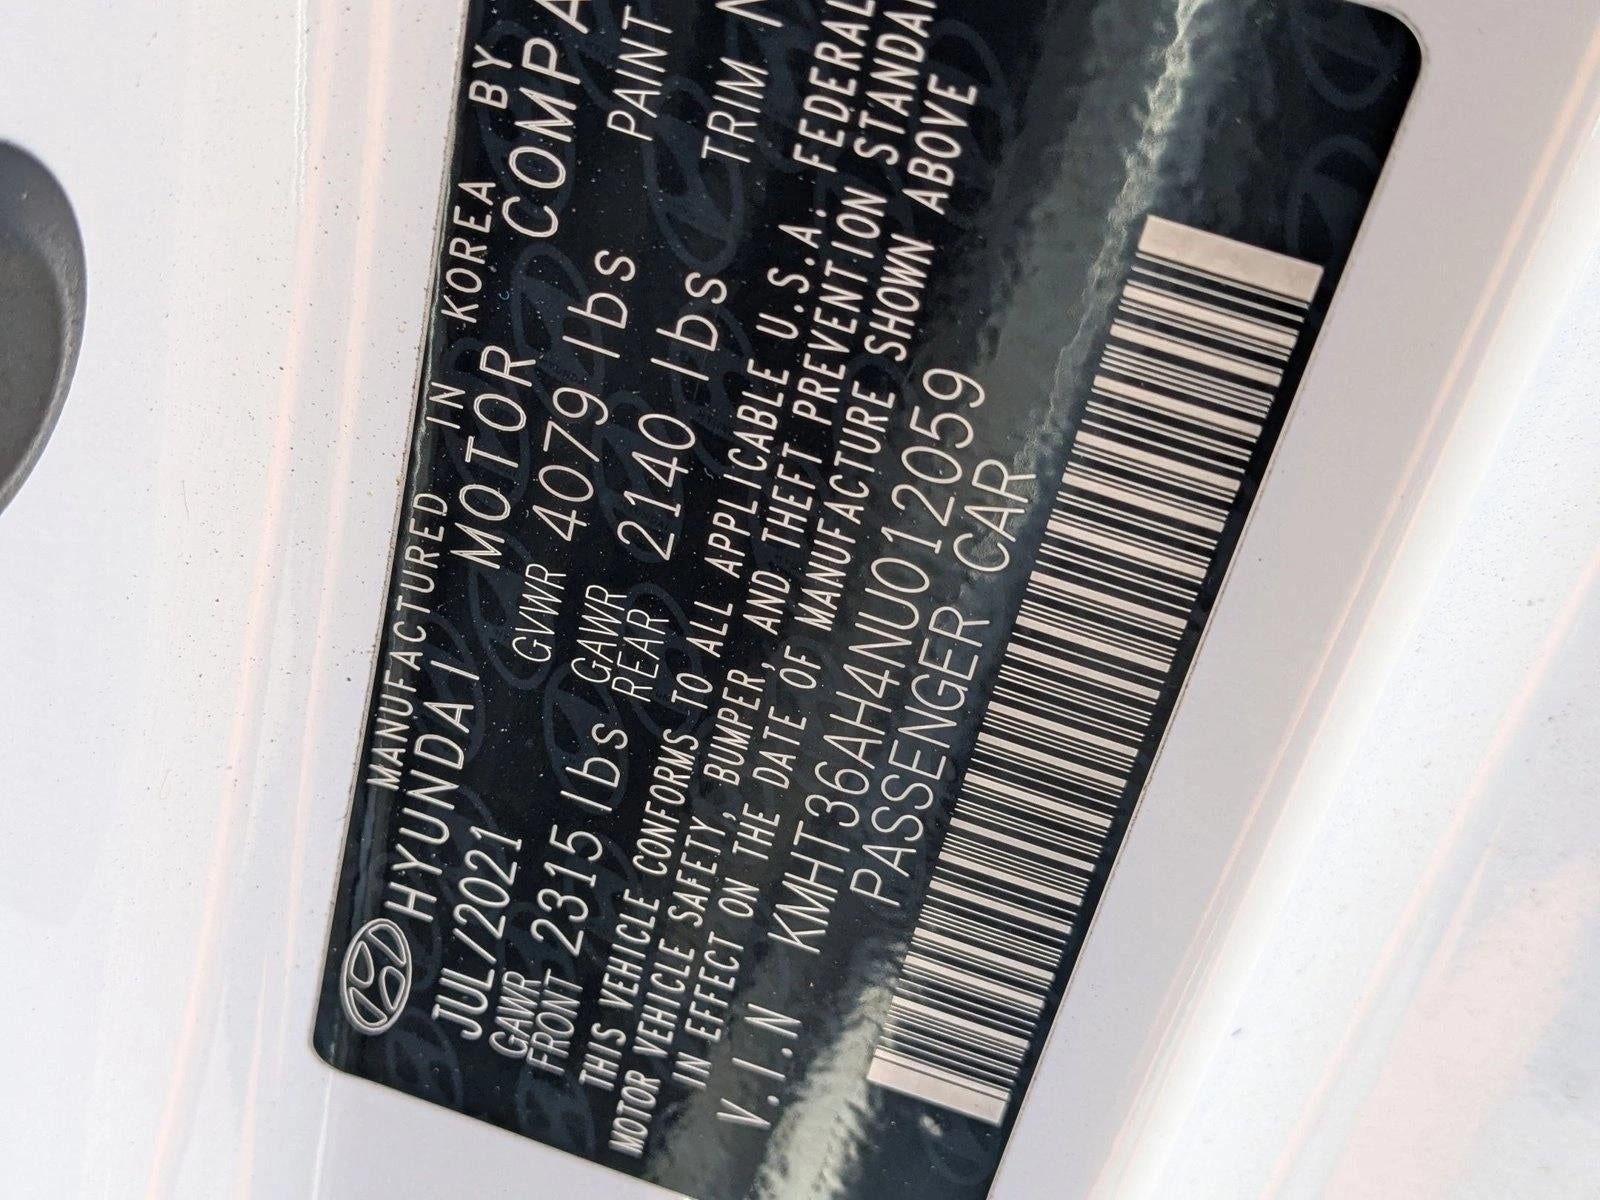 MANUFACTURED IN KOREA BY
HYUNDAI MOTOR COMPA
JUL/2021 GVWR 4079 lbs PAINT
GAWR FRONT 2315 lbs GAWR REAR 2140 lbs TRIM
THIS VEHICLE CONFORMS TO ALL APPLICABLE U.S.A. FEDERAL
MOTOR VEHICLE SAFETY, BUMPER, AND THEFT PREVENTION STANDAR
IN EFFECT ON THE DATE OF MANUFACTURE SHOWN ABOVE
V.I.N KMHT36AH4NU012059
PASSENGER CAR